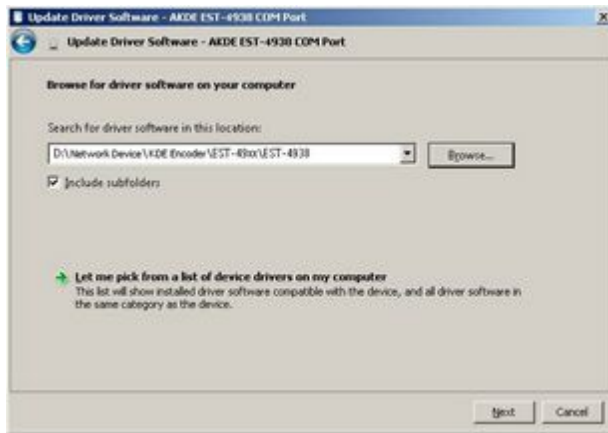 Update Driver Software - AKDE EST-4938 COM Port
Update Driver Software - AKDE EST-4938 COM Port
Browse for driver software on your computer
Search for driver software in this location:
D:\Network Device\KDE Encoder\EST-49xx\EST-4938
Browse...
Include subfolders
Let me pick from a list of device drivers on my computer
This list will show installed driver software compatible with the device, and all driver software in
the same category as the device.
Next
Cancel